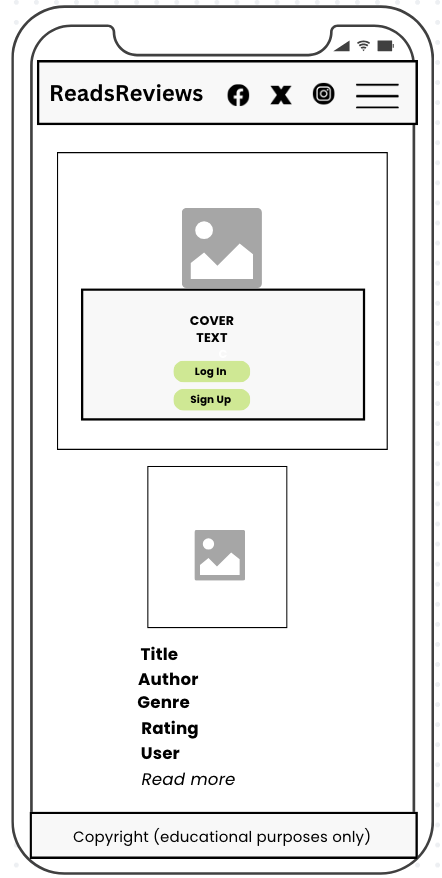 ReadsReviews
COVER
TEXT
Log In
Sign Up
Title
Author
Genre
Rating
User
Read more
Copyright (educational purposes only)